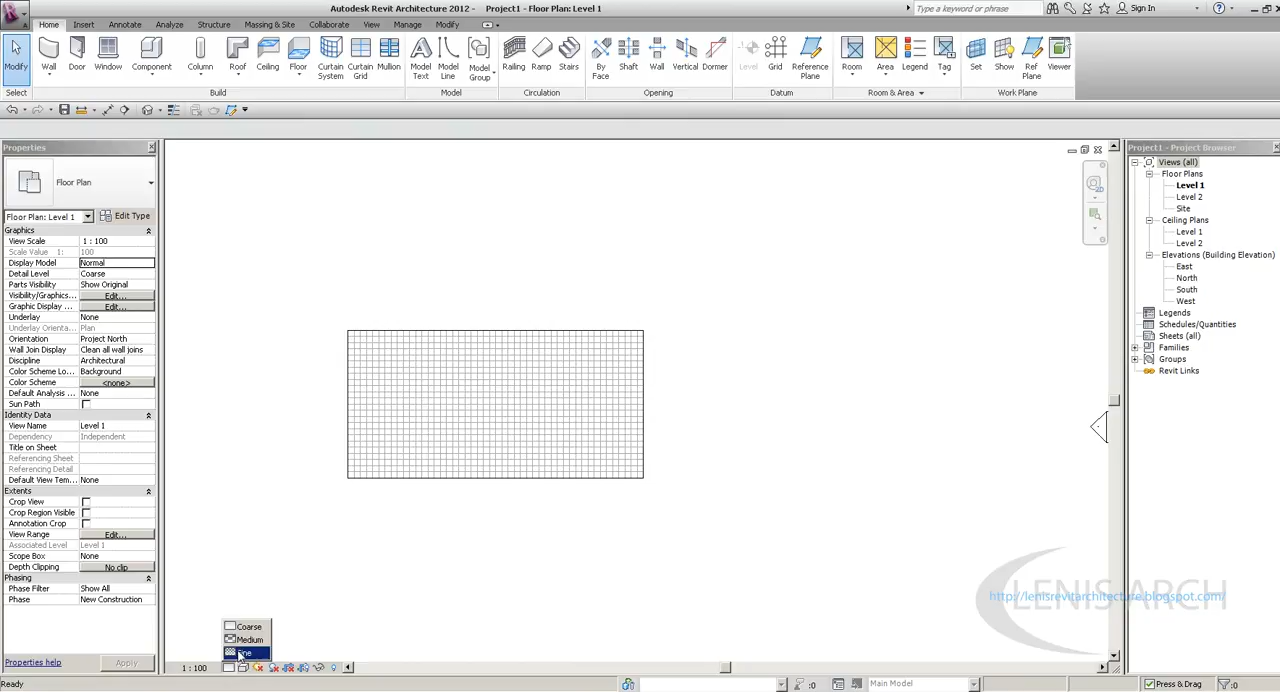 Autodesk Revit Architecture 2012 - Project1 - Floor Plan: Level 1
Type a keyword or phrase
Sign In
Home Insert Annotate Analyze Structure Massing & Site Collaborate View Manage Modify
Modify Wall Door Window Component Column Roof Ceiling Floor Curtain System Curtain Grid Mullion Model Text Model Line Model Group Railing Ramp Stairs By Face Shaft Wall Vertical Dormer Level Grid Reference Plane Room Area Legend Tag Set Show Ref Plane Viewer
Select Build Model Circulation Opening Datum Room & Area Work Plane
Properties
Floor Plan
Floor Plan: Level 1 Edit Type
Graphics
View Scale 1 : 100
Scale Value 1: 100
Display Model Normal
Detail Level Coarse
Parts Visibility Show Original
Visibility/Graphics... Edit...
Graphic Display ... Edit...
Underlay None
Underlay Orienta... Plan
Orientation Project North
Wall Join Display Clean all wall joins
Discipline Architectural
Color Scheme Lo... Background
Color Scheme <none>
Default Analysis ... None
Sun Path
Identity Data
View Name Level 1
Dependency Independent
Title on Sheet
Referencing Sheet
Referencing Detail
Default View Tem... None
Extents
Crop View
Crop Region Visible
Annotation Crop
View Range Edit...
Associated Level Level 1
Scope Box None
Depth Clipping No clip
Phasing
Phase Filter Show All
Phase New Construction
Properties help Apply
Coarse
Medium
1 : 100
Project1 - Project Browser
Views (all)
Floor Plans
Level 1
Level 2
Site
Ceiling Plans
Level 1
Level 2
Elevations (Building Elevation)
East
North
South
West
Legends
Schedules/Quantities
Sheets (all)
Families
Groups
Revit Links
LENIS ARCH
http://lenisrevitarchitecture.blogspot.com/
Ready
:0
Main Model
Press & Drag
:0